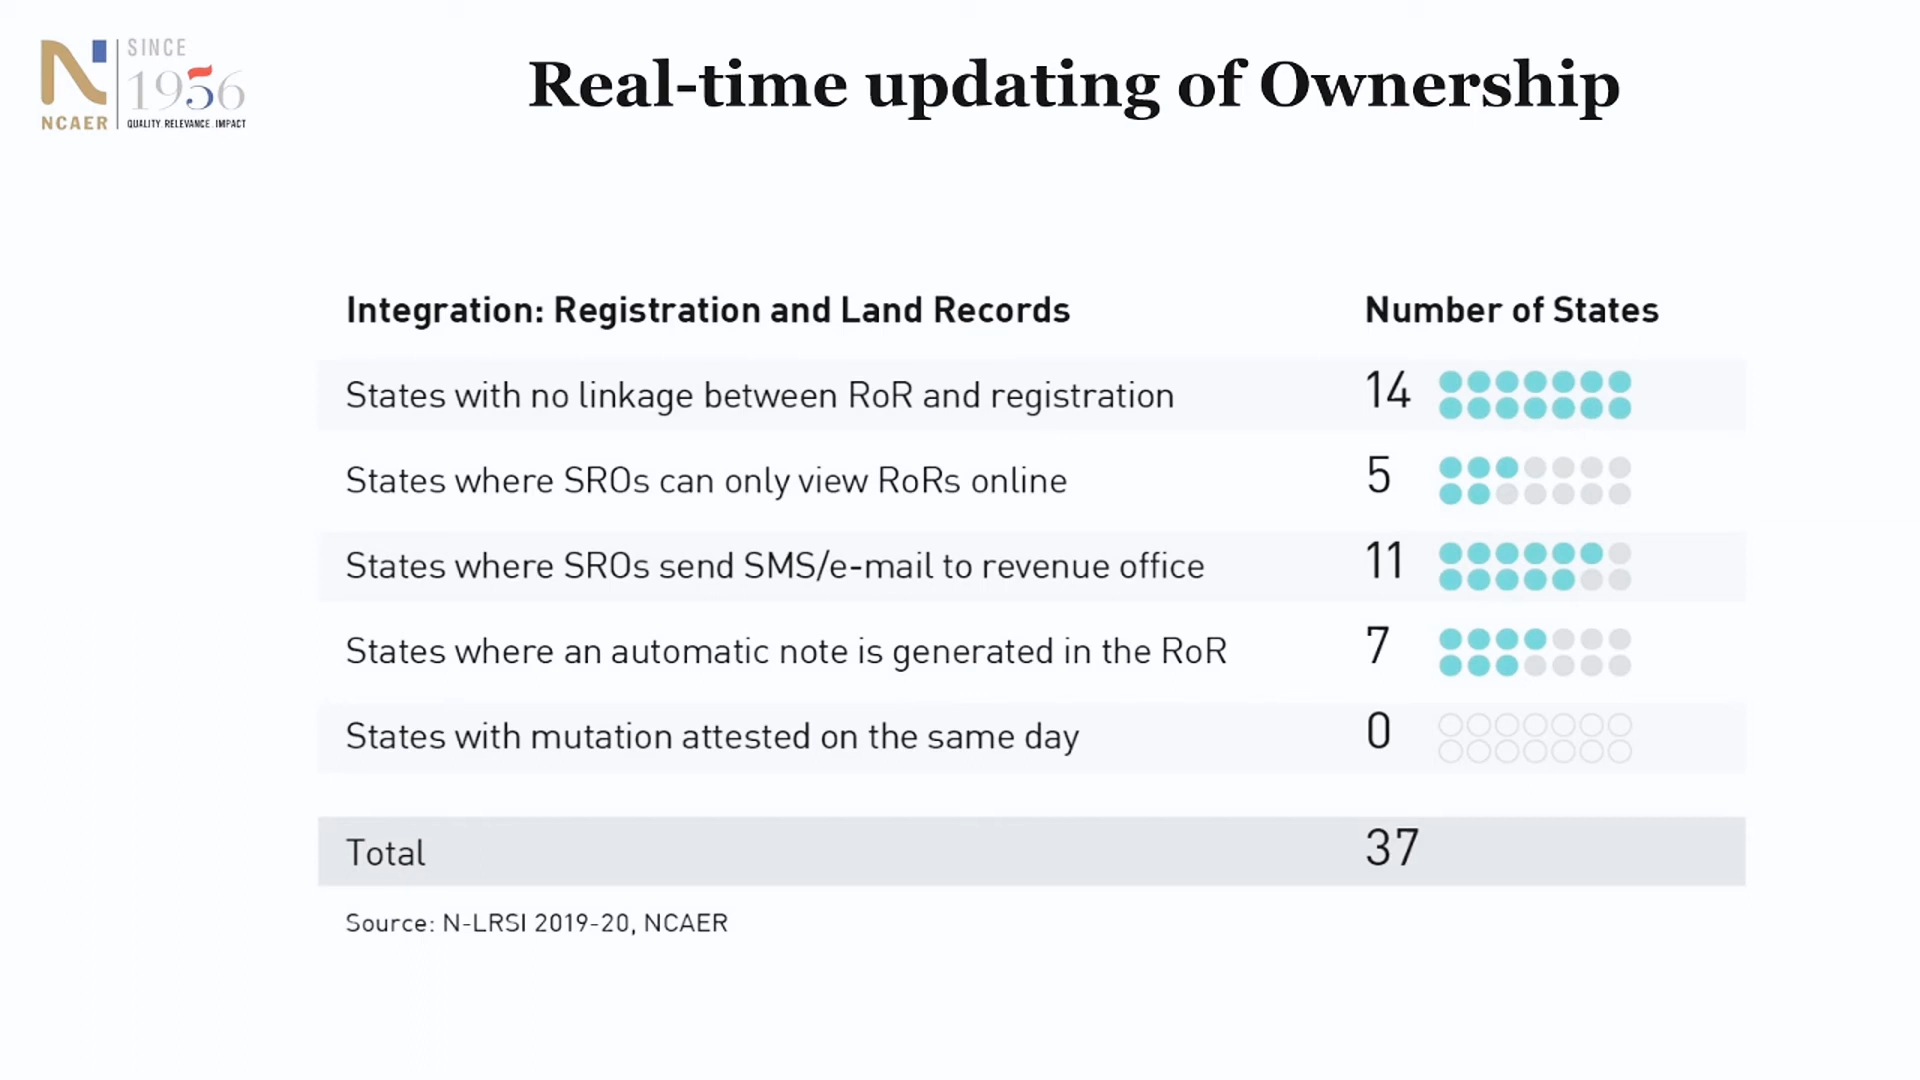 SINCE
1956
NCAER
QUALITY. RELEVANCE. IMPACT
Real-time updating of Ownership
Integration: Registration and Land Records Number of States
States with no linkage between RoR and registration 14
States where SROs can only view RoRs online 5
States where SROs send SMS/e-mail to revenue office 11
States where an automatic note is generated in the RoR 7
States with mutation attested on the same day 0
Total 37
Source: N-LRSI 2019-20, NCAER